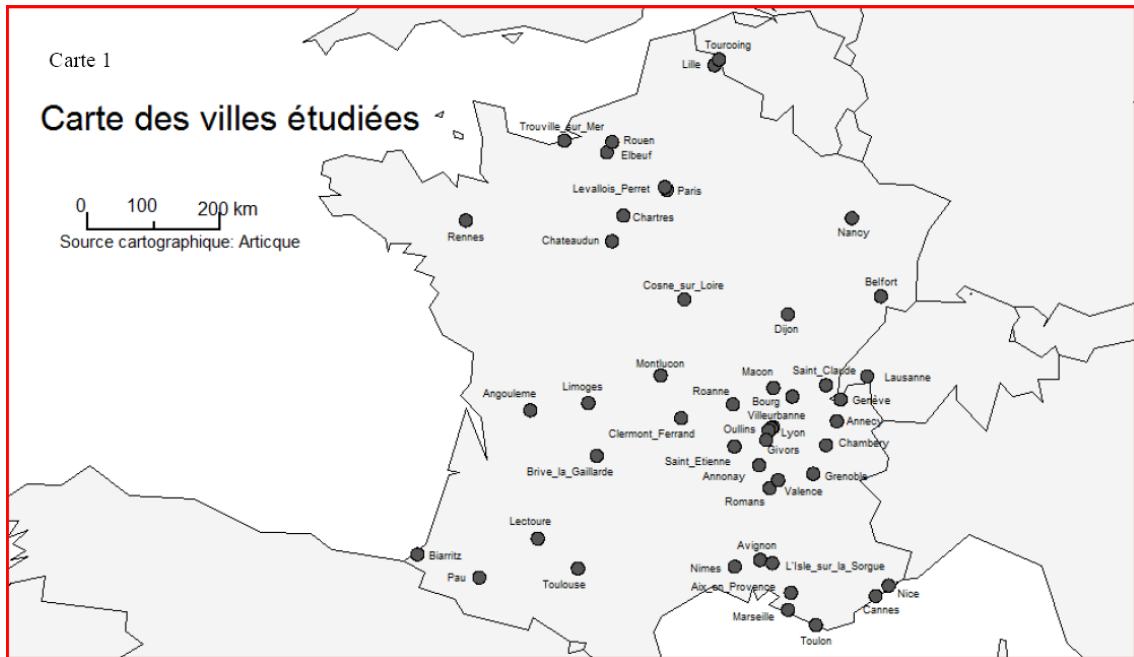 Carte 1
Carte des villes étudiées
0 100 200 km
Source cartographique: Articque
Tourcoing
Lille
Trouville_sur_Mer
Rouen
Elbeuf
Levallois_Perret
Paris
Chartres
Rennes
Nancy
Chateaudun
Cosne_sur_Loire
Belfort
Dijon
Montlucon
Macon
Saint_Claude
Lausanne
Limoges
Angouleme
Roanne
Bourg
Genève
Villeurbanne
Annecy
Clermont_Ferrand
Oullins
Lyon
Givors
Chambéry
Saint_Etienne
Brive_la_Gaillarde
Annonay
Grenoble
Valence
Romans
Lectoure
Avignon
Biarritz
Nimes
L'Isle_sur_la_Sorgue
Pau
Toulouse
Aix_en_Provence
Nice
Cannes
Marseille
Toulon